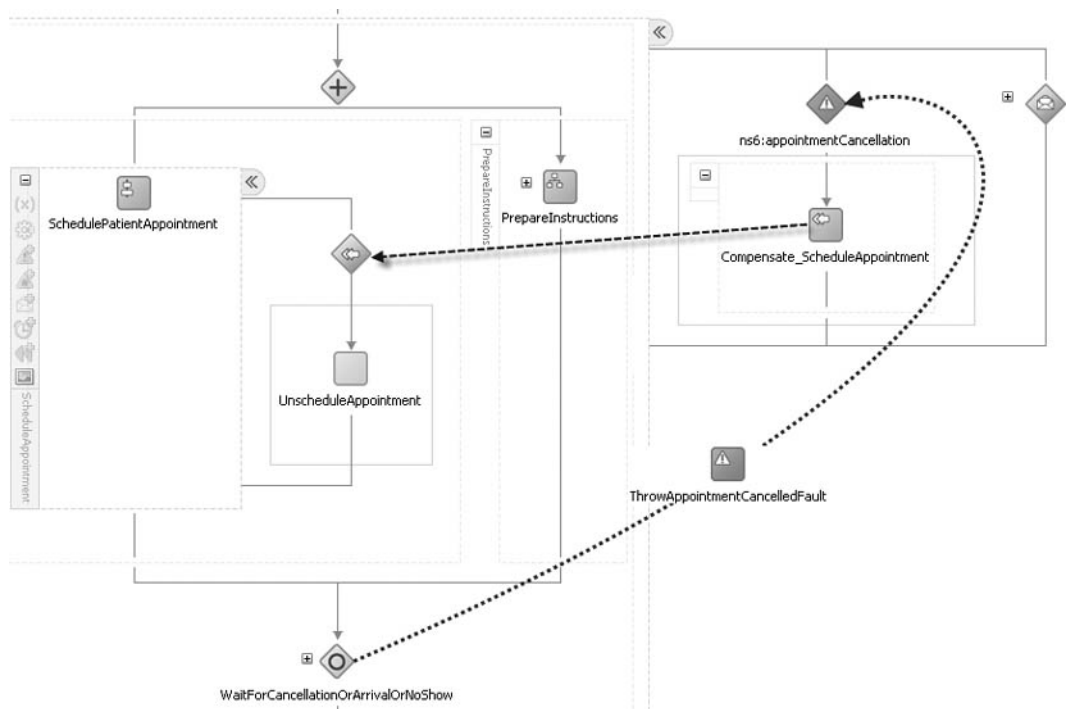 ns6:appointmentCancellation
SchedulePatientAppointment
PrepareInstructions
PrepareInstructions
Compensate_ScheduleAppointment
UnscheduleAppointment
ScheduleAppointment
ThrowAppointmentCancelledFault
WaitForCancellationOrArrivalOrNoShow